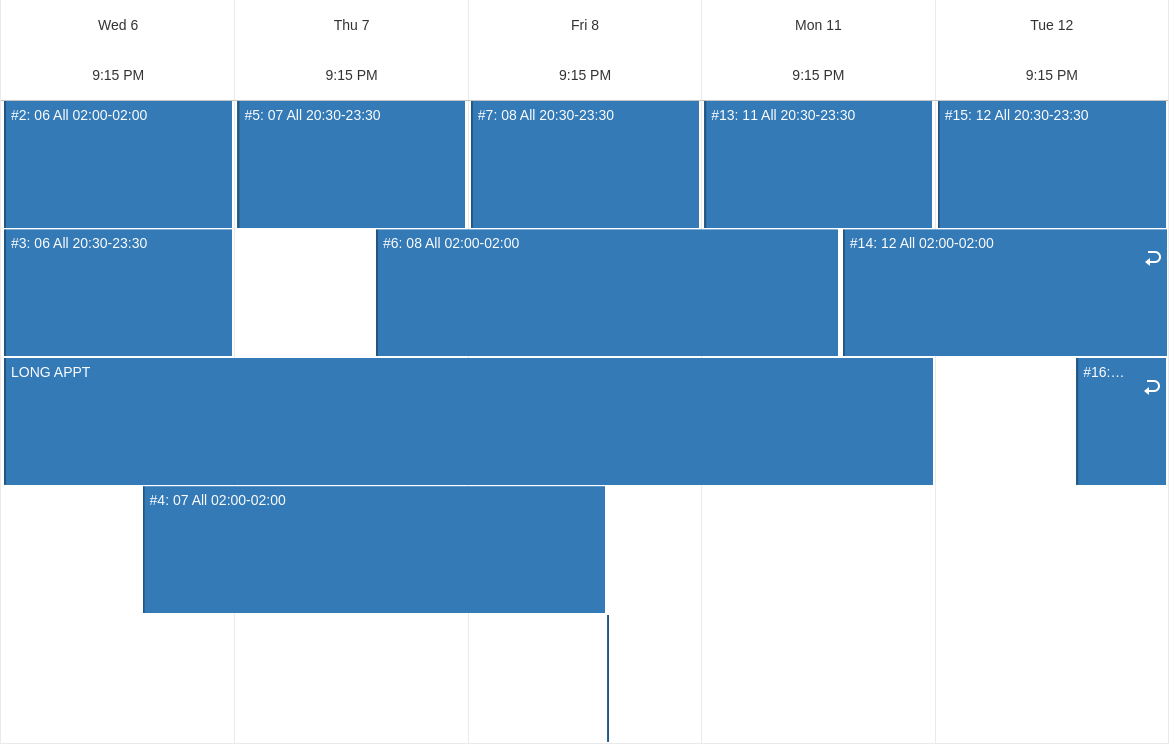 Wed 6
Thu 7
Fri 8
Mon 11
Tue 12
9:15 PM
9:15 PM
9:15 PM
9:15 PM
9:15 PM
#2: 06 All 02:00-02:00
#5: 07 All 20:30-23:30
#7: 08 All 20:30-23:30
#13: 11 All 20:30-23:30
#15: 12 All 20:30-23:30
#3: 06 All 20:30-23:30
#6: 08 All 02:00-02:00
#14: 12 All 02:00-02:00
LONG APPT
#16:…
#4: 07 All 02:00-02:00